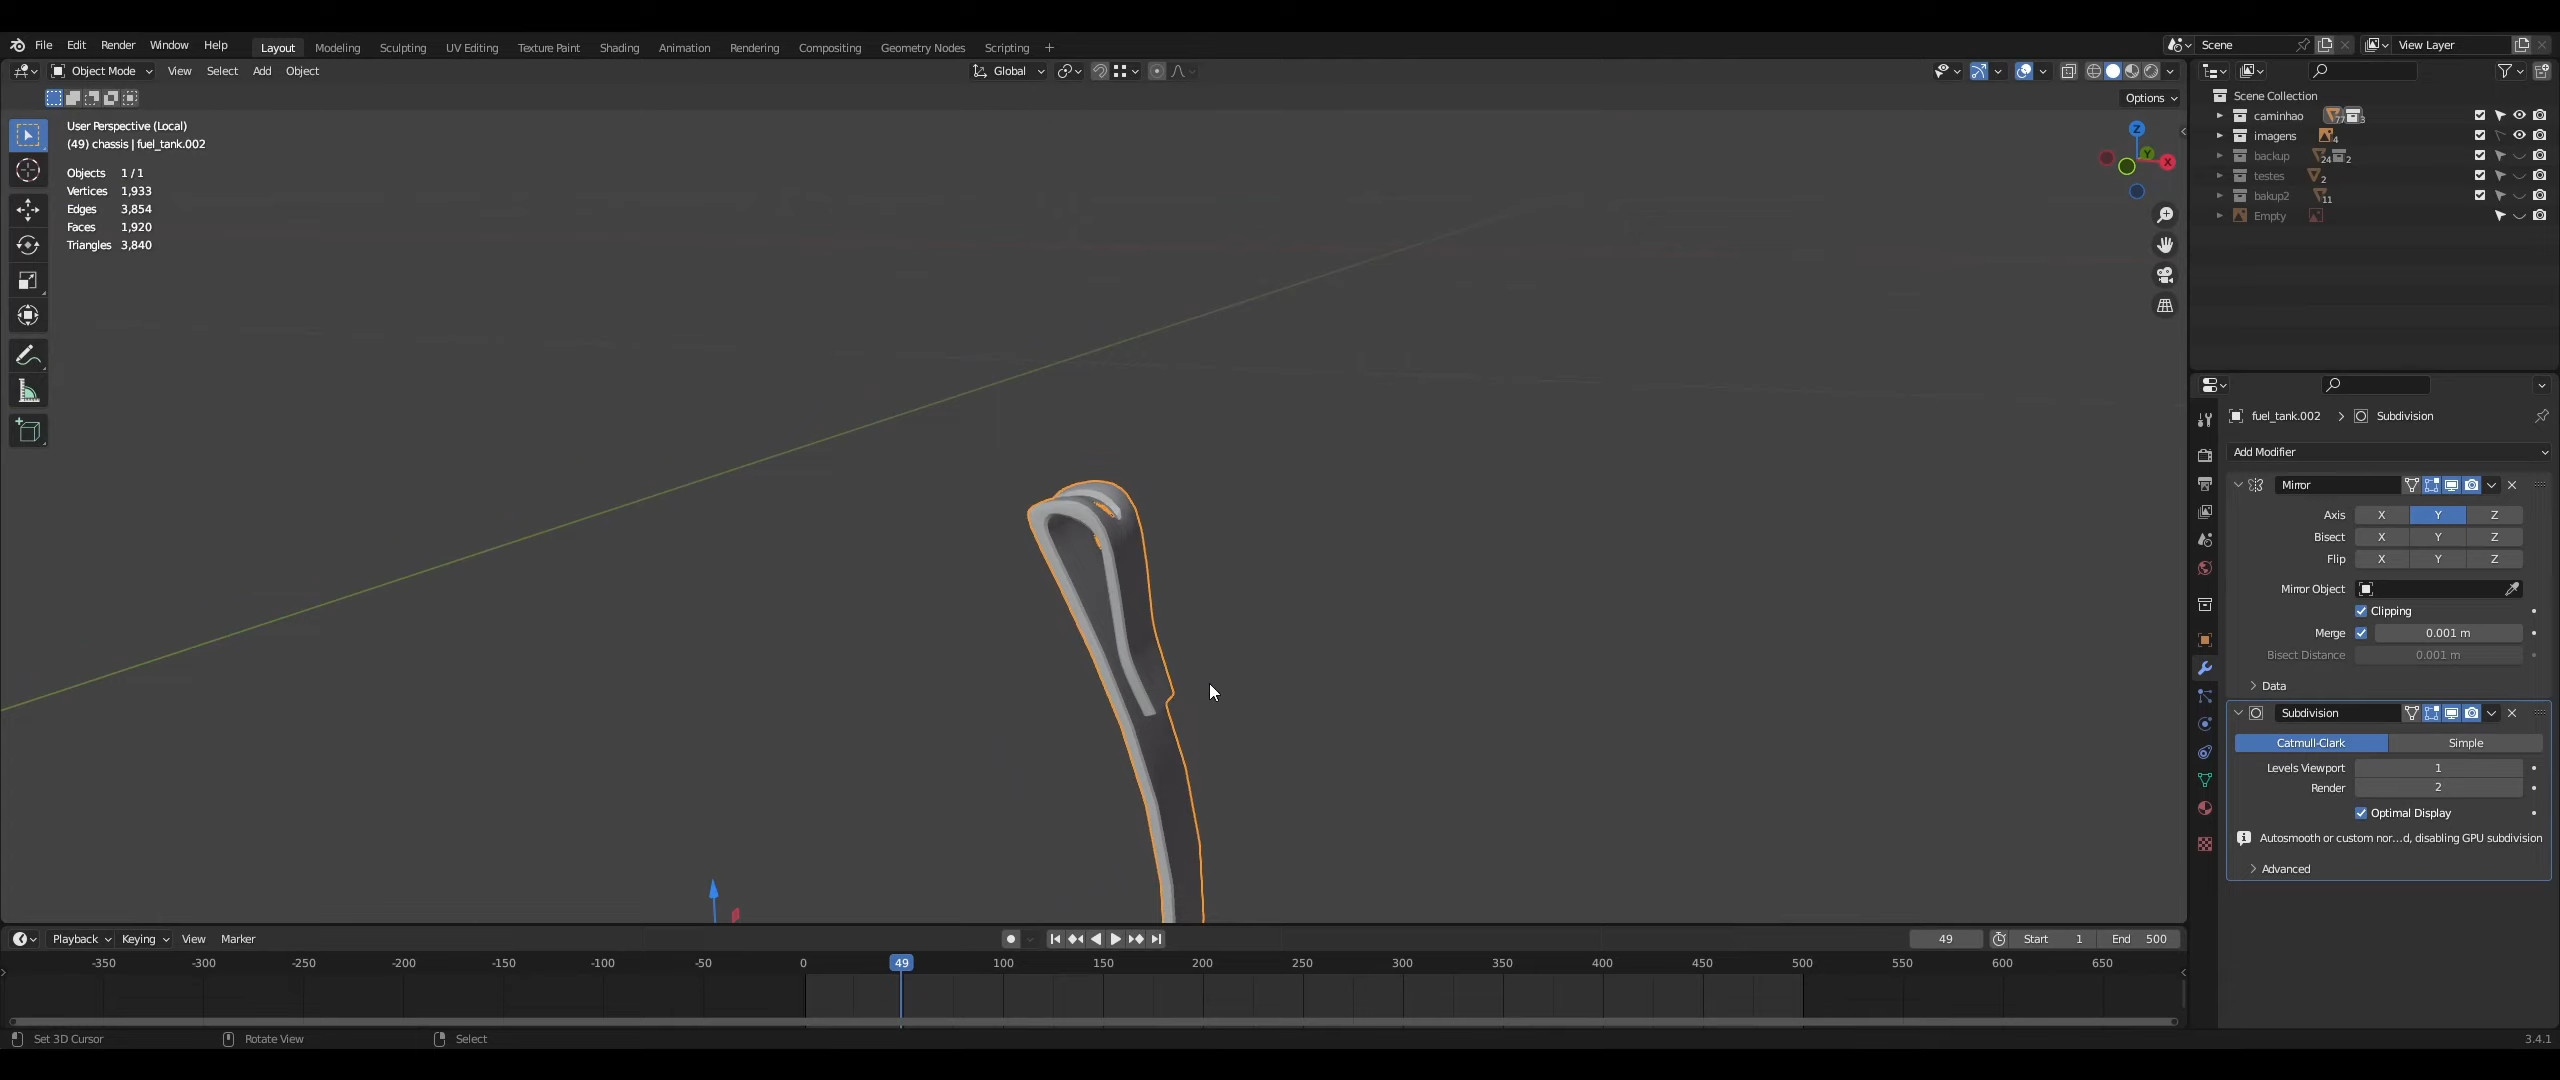 File Edit Render Window Help Layout Modeling Sculpting UV Editing Texture Paint Shading Animation Rendering Compositing Geometry Nodes Scripting + Scene View Layer
Object Mode View Select Add Object Global
Options
User Perspective (Local)
(49) chassis | fuel_tank.002
Objects 1 / 1
Vertices 1,933
Edges 3,854
Faces 1,920
Triangles 3,840
Z
Y
X
Scene Collection
caminhao 77 3
imagens 4
backup 24 2
testes 2
bakup2 11
Empty
fuel_tank.002 > Subdivision
Add Modifier
Mirror
Axis X Y Z
Bisect X Y Z
Flip X Y Z
Mirror Object
Clipping
Merge 0.001 m
Bisect Distance 0.001 m
> Data
Subdivision
Catmull-Clark Simple
Levels Viewport 1
Render 2
Optimal Display
Autosmooth or custom nor...d, disabling GPU subdivision
> Advanced
Playback Keying View Marker 49 Start 1 End 500
-350 -300 -250 -200 -150 -100 -50 0 49 100 150 200 250 300 350 400 450 500 550 600 650
Set 3D Cursor Rotate View Select 3.4.1